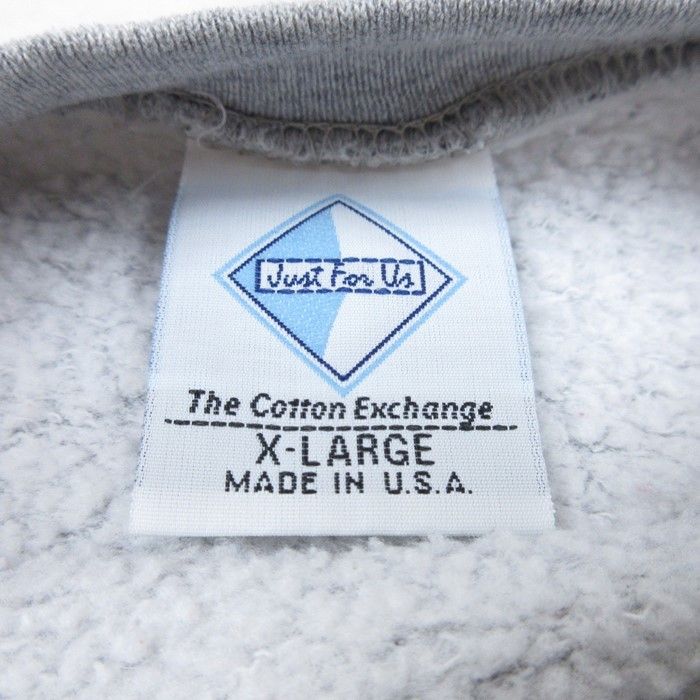 Just For Us
The Cotton Exchange
X-LARGE
MADE IN U.S.A.